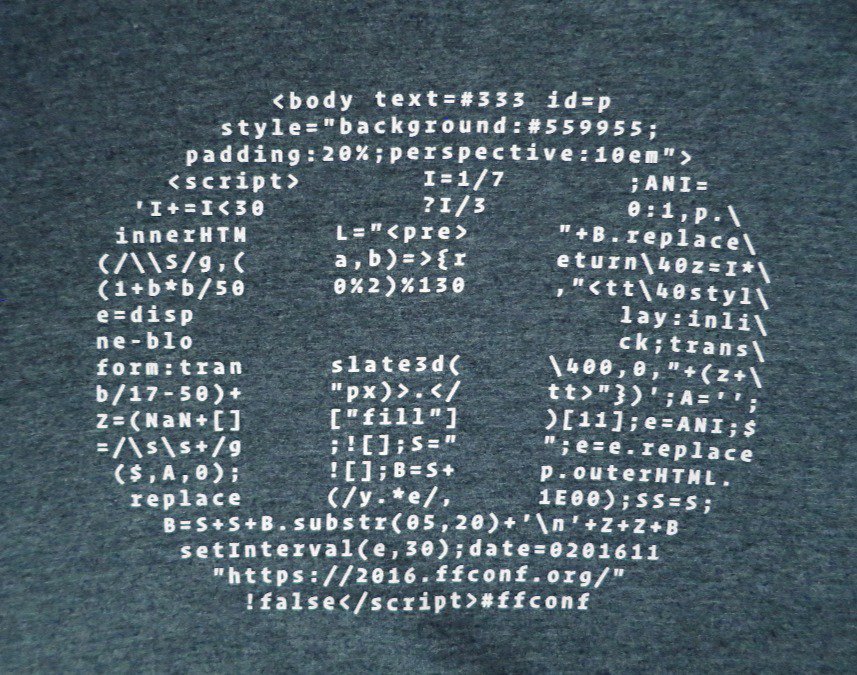 <body text=#333 id=p
style="background:#559955;
padding:20%;perspective:10em">
<script> I=1/7 ;ANI=
'I+=I<30 ?I/3 0:1,p.\
innerHTM L="<pre> "+B.replace\
(/\\S/g,( a,b)=>{r eturn\40z=I*\
(1+b*b/50 0%2)%130 ,"<tt\40styl\
e=disp lay:inli\
ne-blo ck;trans\
form:tran slate3d( \400,0,"+(z+\
b/17-50)+ "px)>.</ tt>"})';A='';
Z=(NaN+[] ["fill"] )[11];e=ANI;$
=/\s\s+/g ;![];S=" ";e=e.replace
($,A,0); ![];B=S+ p.outerHTML.
replace (/y.*e/, 1E00);SS=S;
B=S+S+B.substr(05,20)+'\n'+Z+Z+B
setInterval(e,30);date=0201611
"https://2016.ffconf.org/"
!false</script>#ffconf